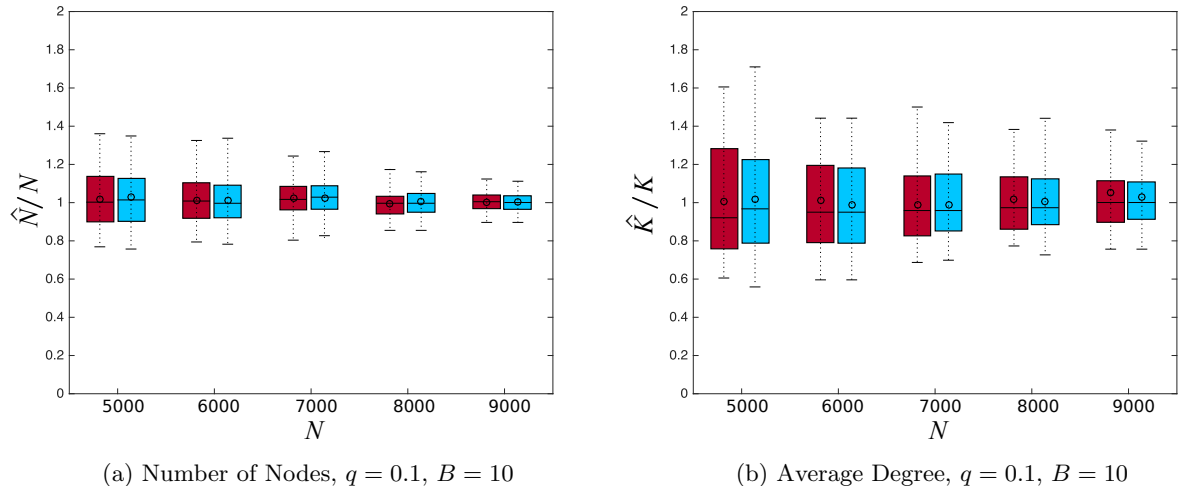 2
1.8
1.6
1.4
1.2
1
0.8
0.6
0.4
0.2
0
N̂/N
5000 6000 7000 8000 9000
N
(a) Number of Nodes, q = 0.1, B = 10
2
1.8
1.6
1.4
1.2
1
0.8
0.6
0.4
0.2
0
K̂/K
5000 6000 7000 8000 9000
N
(b) Average Degree, q = 0.1, B = 10